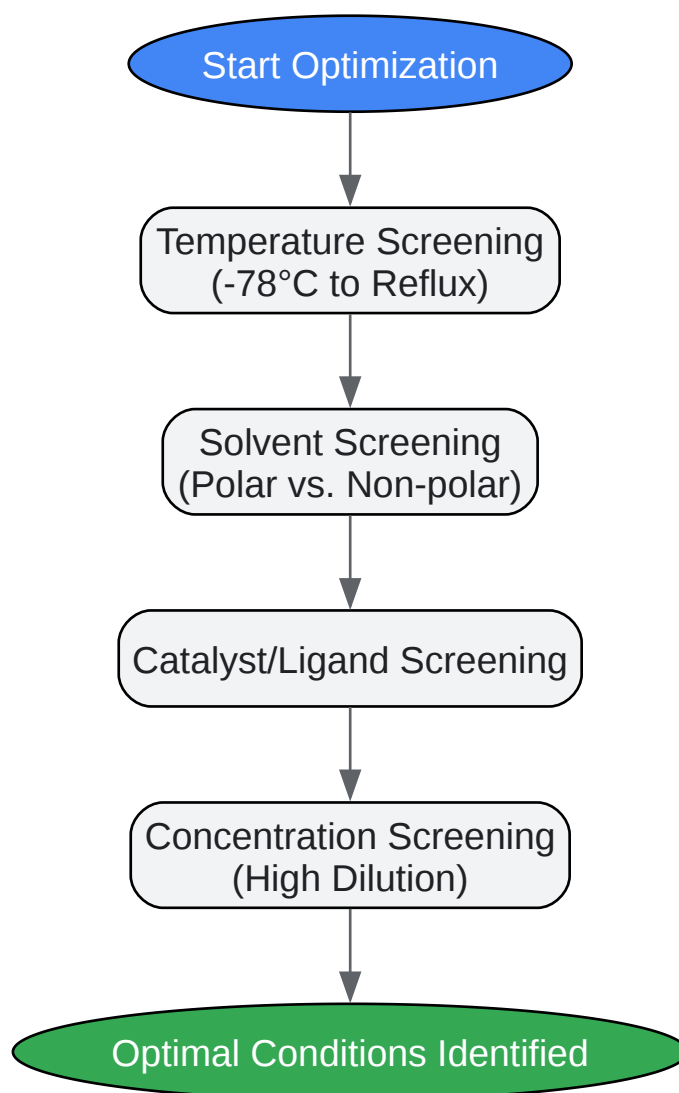 Start Optimization
Temperature Screening
(-78°C to Reflux)
Solvent Screening
(Polar vs. Non-polar)
Catalyst/Ligand Screening
Concentration Screening
(High Dilution)
Optimal Conditions Identified